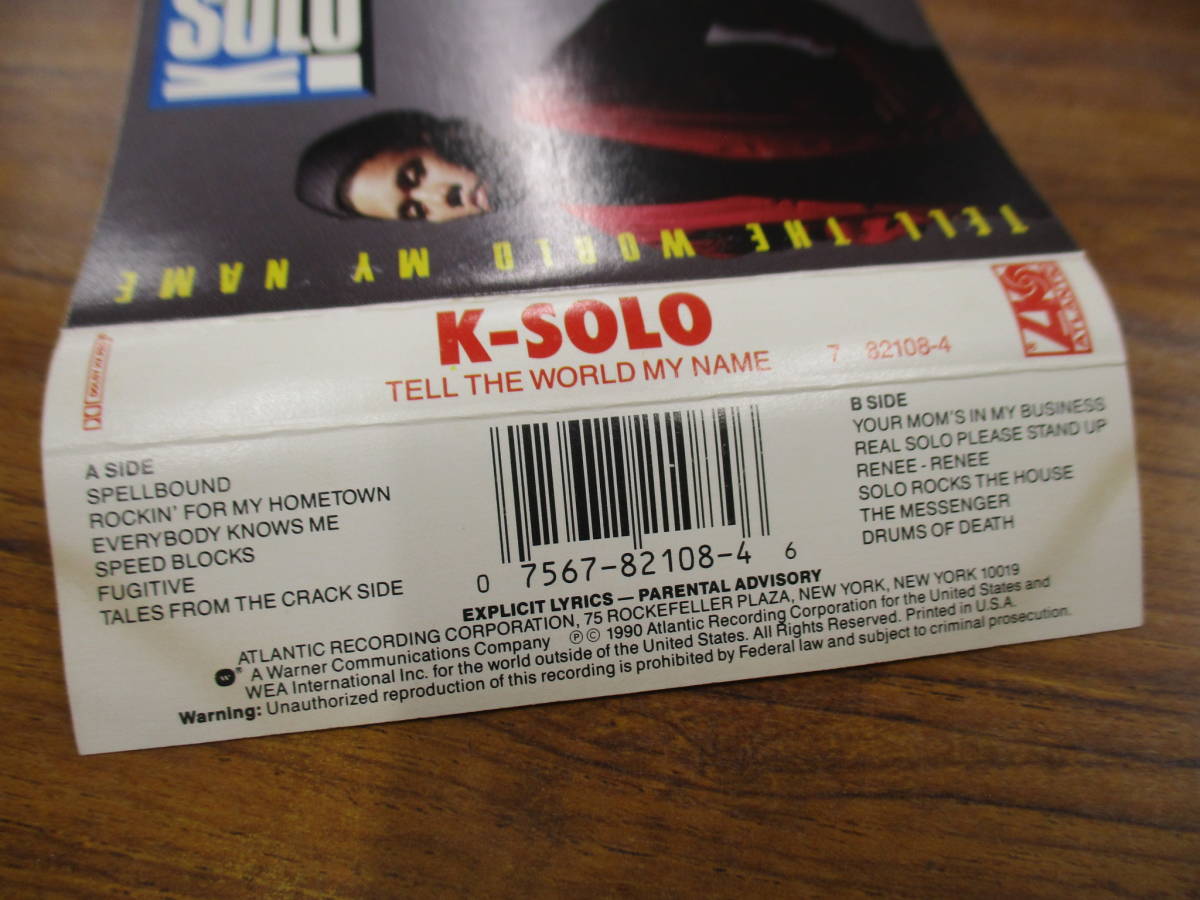 K SOLO!
TELL THE WORLD MY NAME
DOLBY HX PRO
K-SOLO
TELL THE WORLD MY NAME
7 82108-4
ATLANTIC®
A SIDE
SPELLBOUND
ROCKIN' FOR MY HOMETOWN
EVERYBODY KNOWS ME
SPEED BLOCKS
FUGITIVE
TALES FROM THE CRACK SIDE
0 7567-82108-4 6
B SIDE
YOUR MOM'S IN MY BUSINESS
REAL SOLO PLEASE STAND UP
RENEE - RENEE
SOLO ROCKS THE HOUSE
THE MESSENGER
DRUMS OF DEATH
EXPLICIT LYRICS — PARENTAL ADVISORY
ATLANTIC RECORDING CORPORATION, 75 ROCKEFELLER PLAZA, NEW YORK, NEW YORK 10019
W® A Warner Communications Company ℗© 1990 Atlantic Recording Corporation for the United States and
WEA International Inc. for the world outside of the United States. All Rights Reserved. Printed in U.S.A.
Warning: Unauthorized reproduction of this recording is prohibited by Federal law and subject to criminal prosecution.